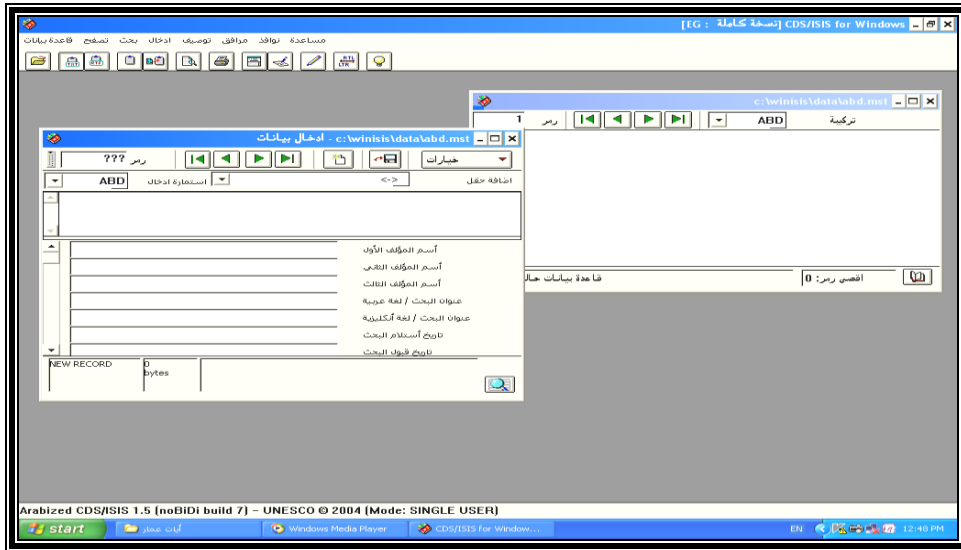 [EG : نسخة كاملة] CDS/ISIS for Windows
قاعدة بيانات تصفح بحث ادخال توصيف مرافق نوافذ مساعدة
c:\winisis\data\abd.mst
تركيبة ABD رمز 1
اقصى رمز: 0 قاعدة بيانات
c:\winisis\data\abd.mst - ادخال بيانات
خيارات رمز ???
اضافة حقل <-> استمارة ادخال ABD
أسم المؤلف الأول
أسم المؤلف الثاني
أسم المؤلف الثالث
عنوان البحث / لغة عربية
عنوان البحث / لغة أنكليزية
تاريخ أستلام البحث
تاريخ قبول البحث
NEW RECORD 0 bytes
Arabized CDS/ISIS 1.5 (noBiDi build 7) - UNESCO © 2004 (Mode: SINGLE USER)
start آيات عمار Windows Media Player CDS/ISIS for Window... EN 12:48 PM